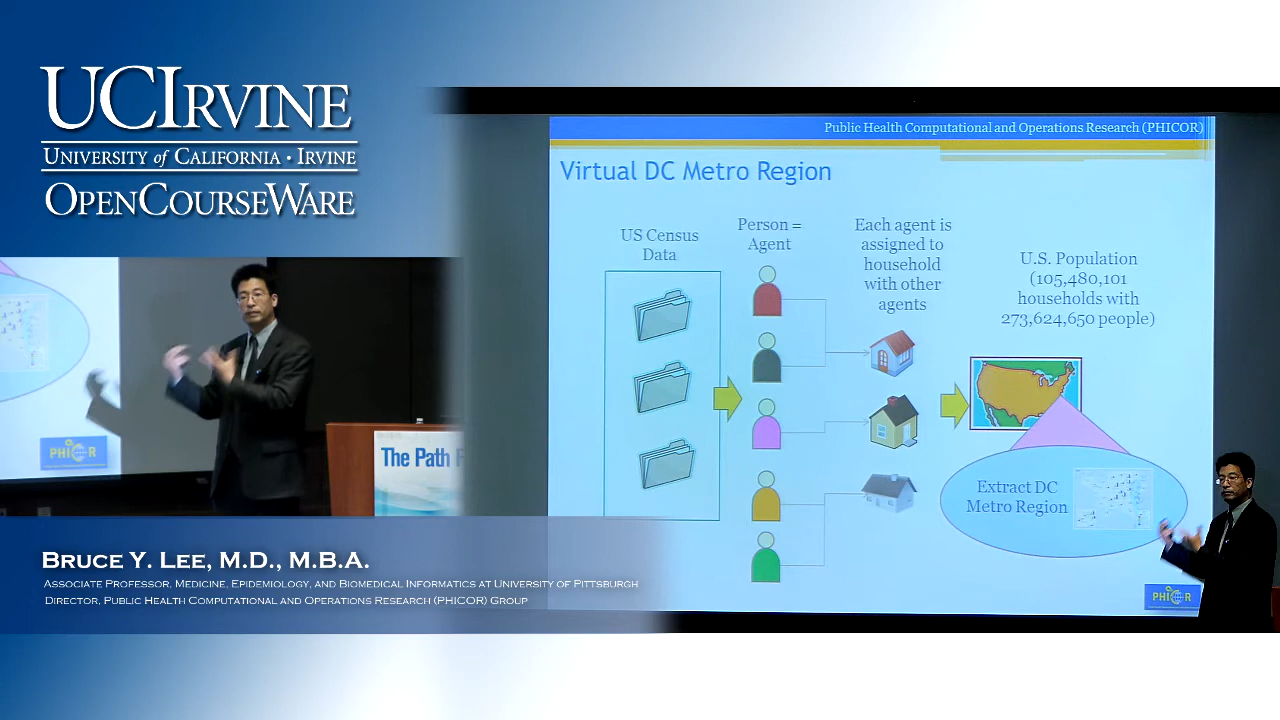 UCIRVINE
UNIVERSITY of CALIFORNIA · IRVINE
OPENCOURSEWARE
Public Health Computational and Operations Research (PHICOR)
Virtual DC Metro Region
US Census
Data
Person =
Agent
Each agent is
assigned to
household
with other
agents
U.S. Population
(105,480,101
households with
273,624,650 people)
Extract DC
Metro Region
PHICOR
PHICOR
The Path F
BRUCE Y. LEE, M.D., M.B.A.
ASSOCIATE PROFESSOR, MEDICINE, EPIDEMIOLOGY, AND BIOMEDICAL INFORMATICS AT UNIVERSITY OF PITTSBURGH
DIRECTOR, PUBLIC HEALTH COMPUTATIONAL AND OPERATIONS RESEARCH (PHICOR) GROUP